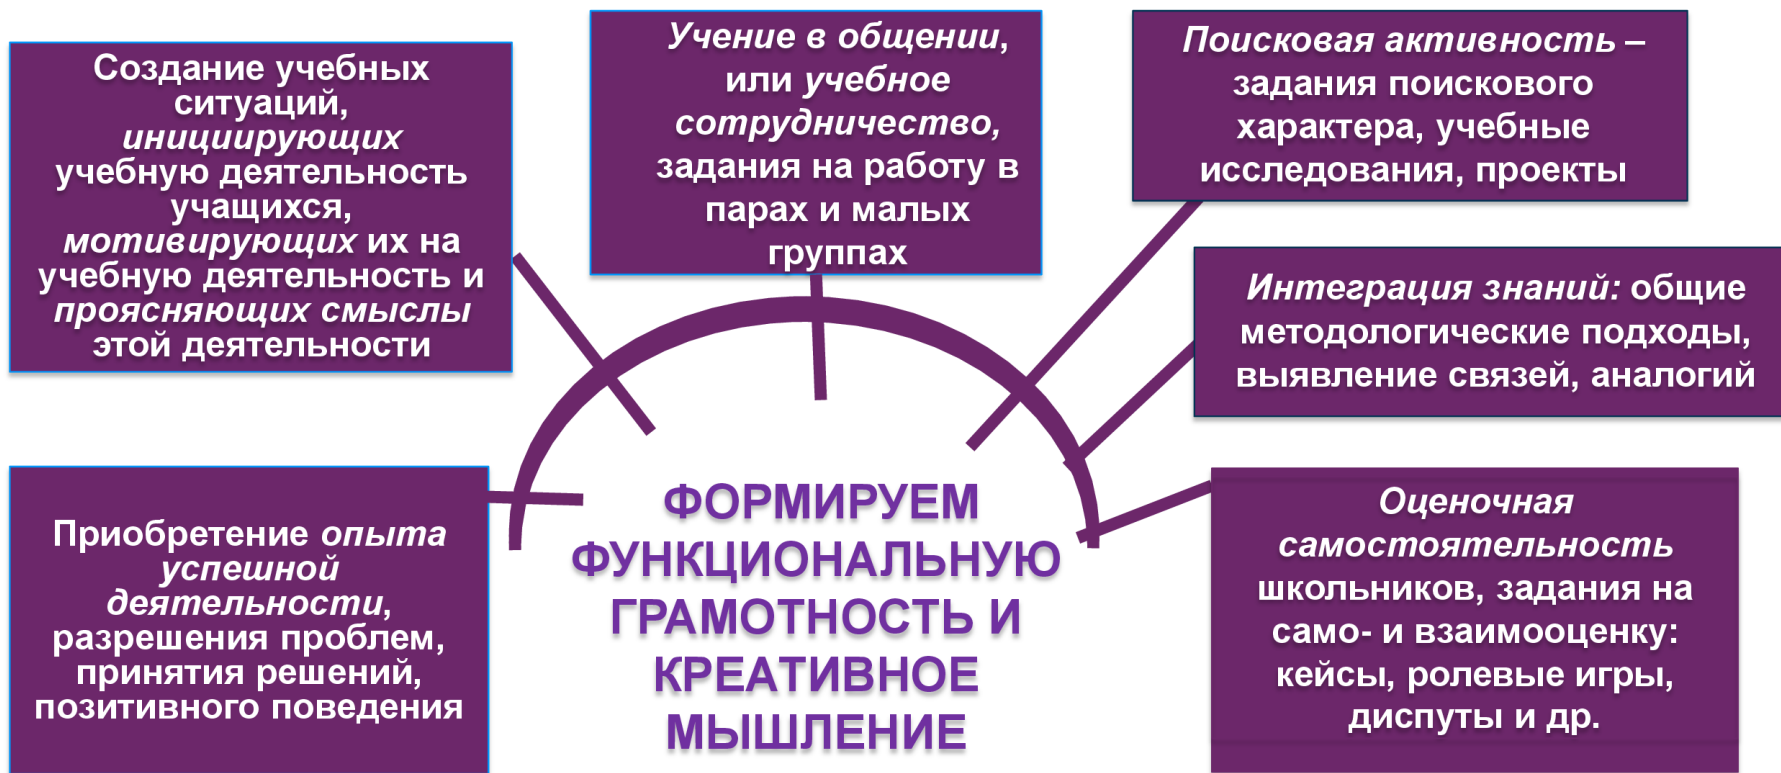 Создание учебных
ситуаций,
инициирующих
учебную деятельность
учащихся,
мотивирующих их на
учебную деятельность и
проясняющих смыслы
этой деятельности
Учение в общении,
или учебное
сотрудничество,
задания на работу в
парах и малых
группах
Поисковая активность –
задания поискового
характера, учебные
исследования, проекты
Интеграция знаний: общие
методологические подходы,
выявление связей, аналогий
Приобретение опыта
успешной
деятельности,
разрешения проблем,
принятия решений,
позитивного поведения
ФОРМИРУЕМ
ФУНКЦИОНАЛЬНУЮ
ГРАМОТНОСТЬ И
КРЕАТИВНОЕ
МЫШЛЕНИЕ
Оценочная
самостоятельность
школьников, задания на
само- и взаимооценку:
кейсы, ролевые игры,
диспуты и др.